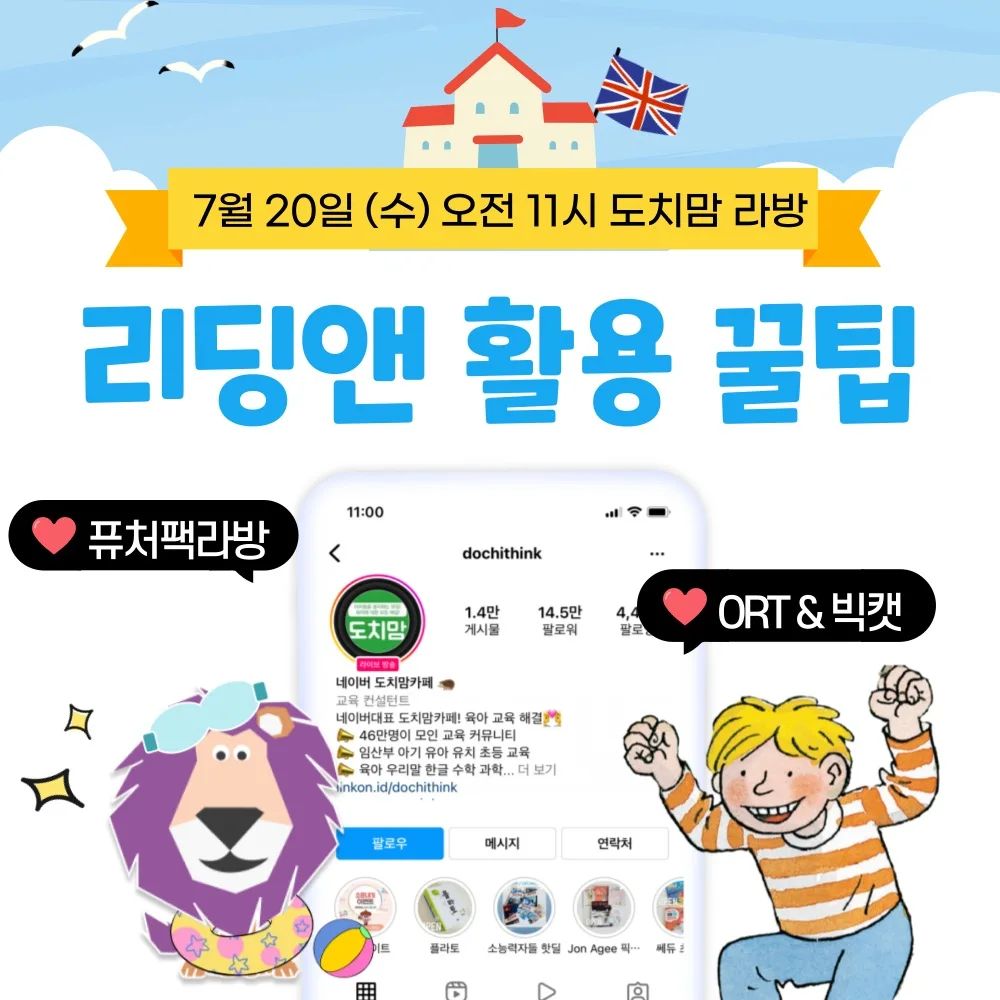 7월 20일 (수) 오전 11시 도치맘 라방
리딩앤 활용 꿀팁
퓨처팩라방
ORT & 빅캣
11:00
dochithink
1.4만
게시물
14.5만
팔로워
4,4
팔로
도치맘
라이브 방송
네이버 도치맘카페
교육 컨설턴트
네이버대표 도치맘카페! 육아 교육 해결
46만명이 모인 교육 커뮤니티
임산부 아기 유아 유치 초등 교육
육아 우리말 한글 수학 과학... 더 보기
inkon.id/dochithink
팔로우
메시지
연락처
이트
플라토
소능력자들 핫딜
Jon Agee 픽...
쎄듀 초